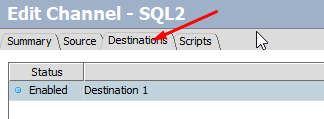 Edit Channel - SQL2
Summary Source Destinations Scripts
Status
Enabled Destination 1